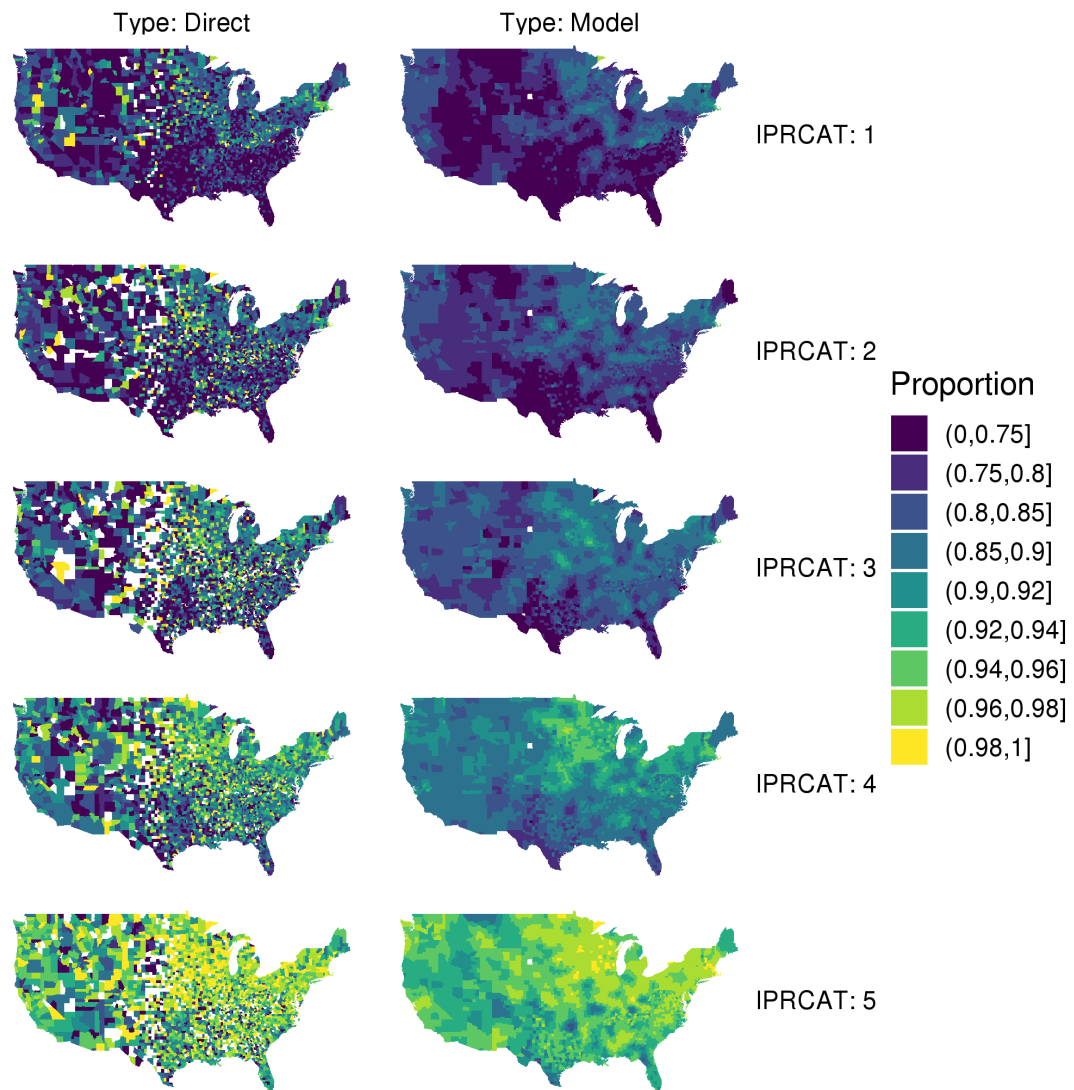 Type: Direct
Type: Model
IPRCAT: 1
IPRCAT: 2
IPRCAT: 3
IPRCAT: 4
IPRCAT: 5
Proportion
(0,0.75]
(0.75,0.8]
(0.8,0.85]
(0.85,0.9]
(0.9,0.92]
(0.92,0.94]
(0.94,0.96]
(0.96,0.98]
(0.98,1]